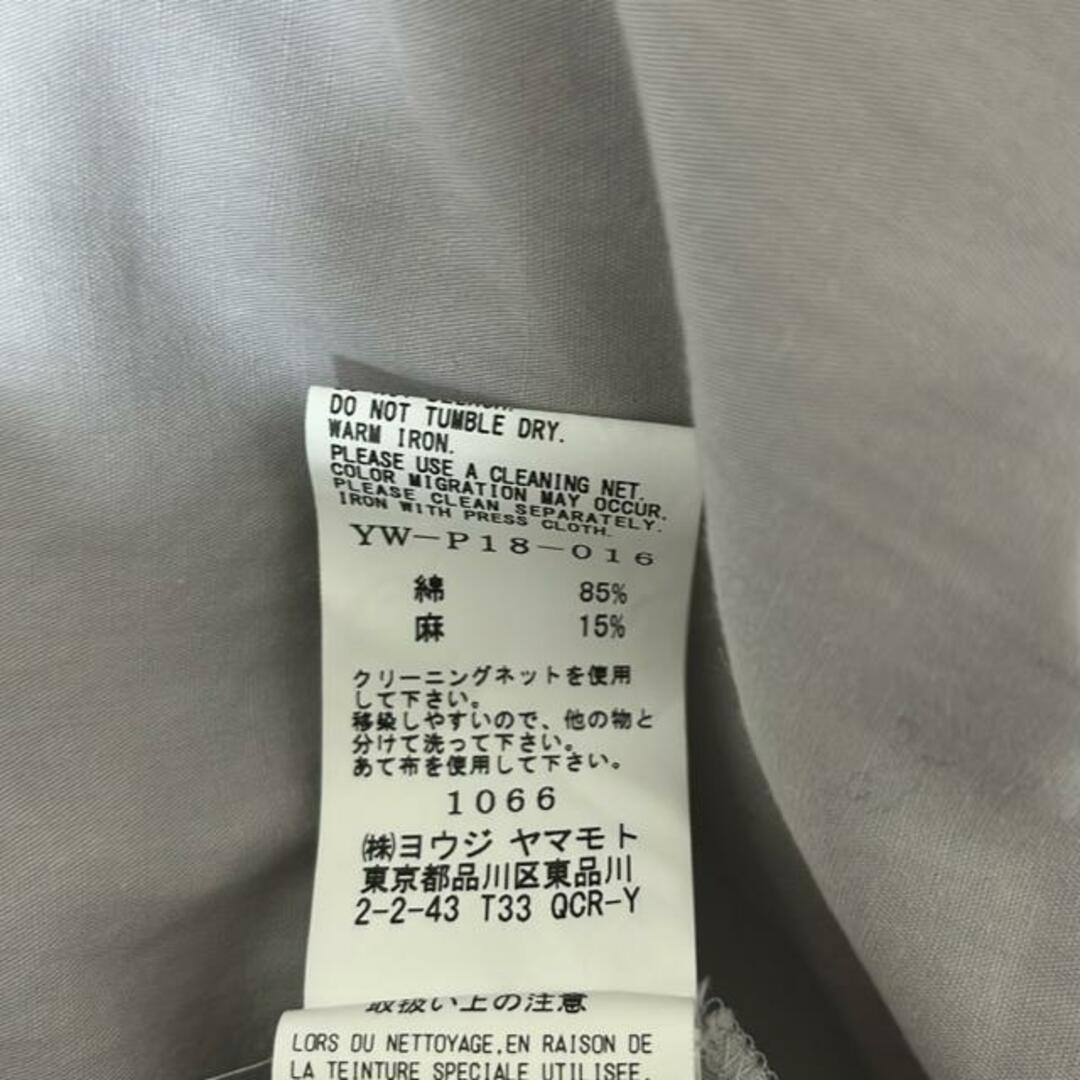 DO NOT BLEACH.
DO NOT TUMBLE DRY.
WARM IRON.
PLEASE USE A CLEANING NET.
COLOR MIGRATION MAY OCCUR.
PLEASE CLEAN SEPARATELY.
IRON WITH PRESS CLOTH.
YW-P18-016
綿 85%
麻 15%
クリーニングネットを使用
して下さい。
移染しやすいので、他の物と
分けて洗って下さい。
あて布を使用して下さい。
1066
㈱ヨウジ ヤマモト
東京都品川区東品川
2-2-43 T33 QCR-Y
取扱い上の注意
LORS DU NETTOYAGE,EN RAISON DE
LA TEINTURE SPECIALE UTILISEE,